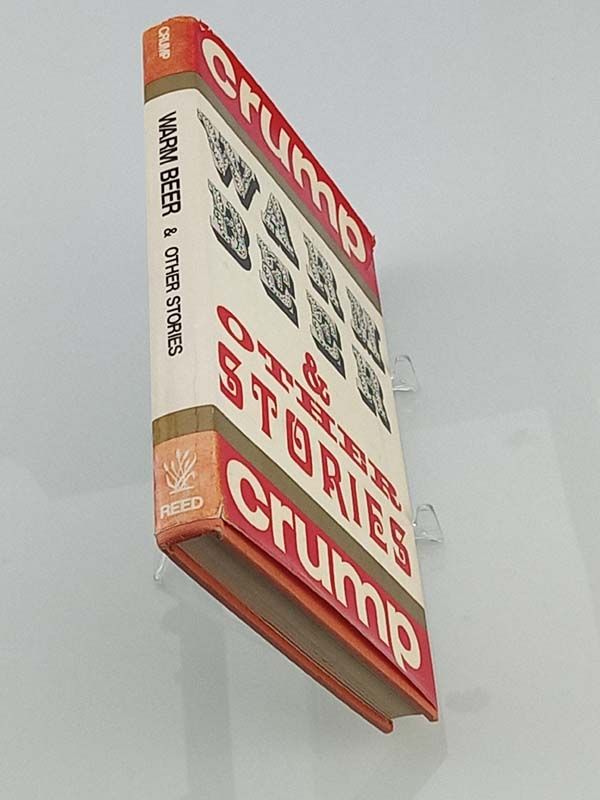 CRUMP
WARM BEER & OTHER STORIES
REED
crump
WARM
BEER
&
OTHER
STORIES
crump